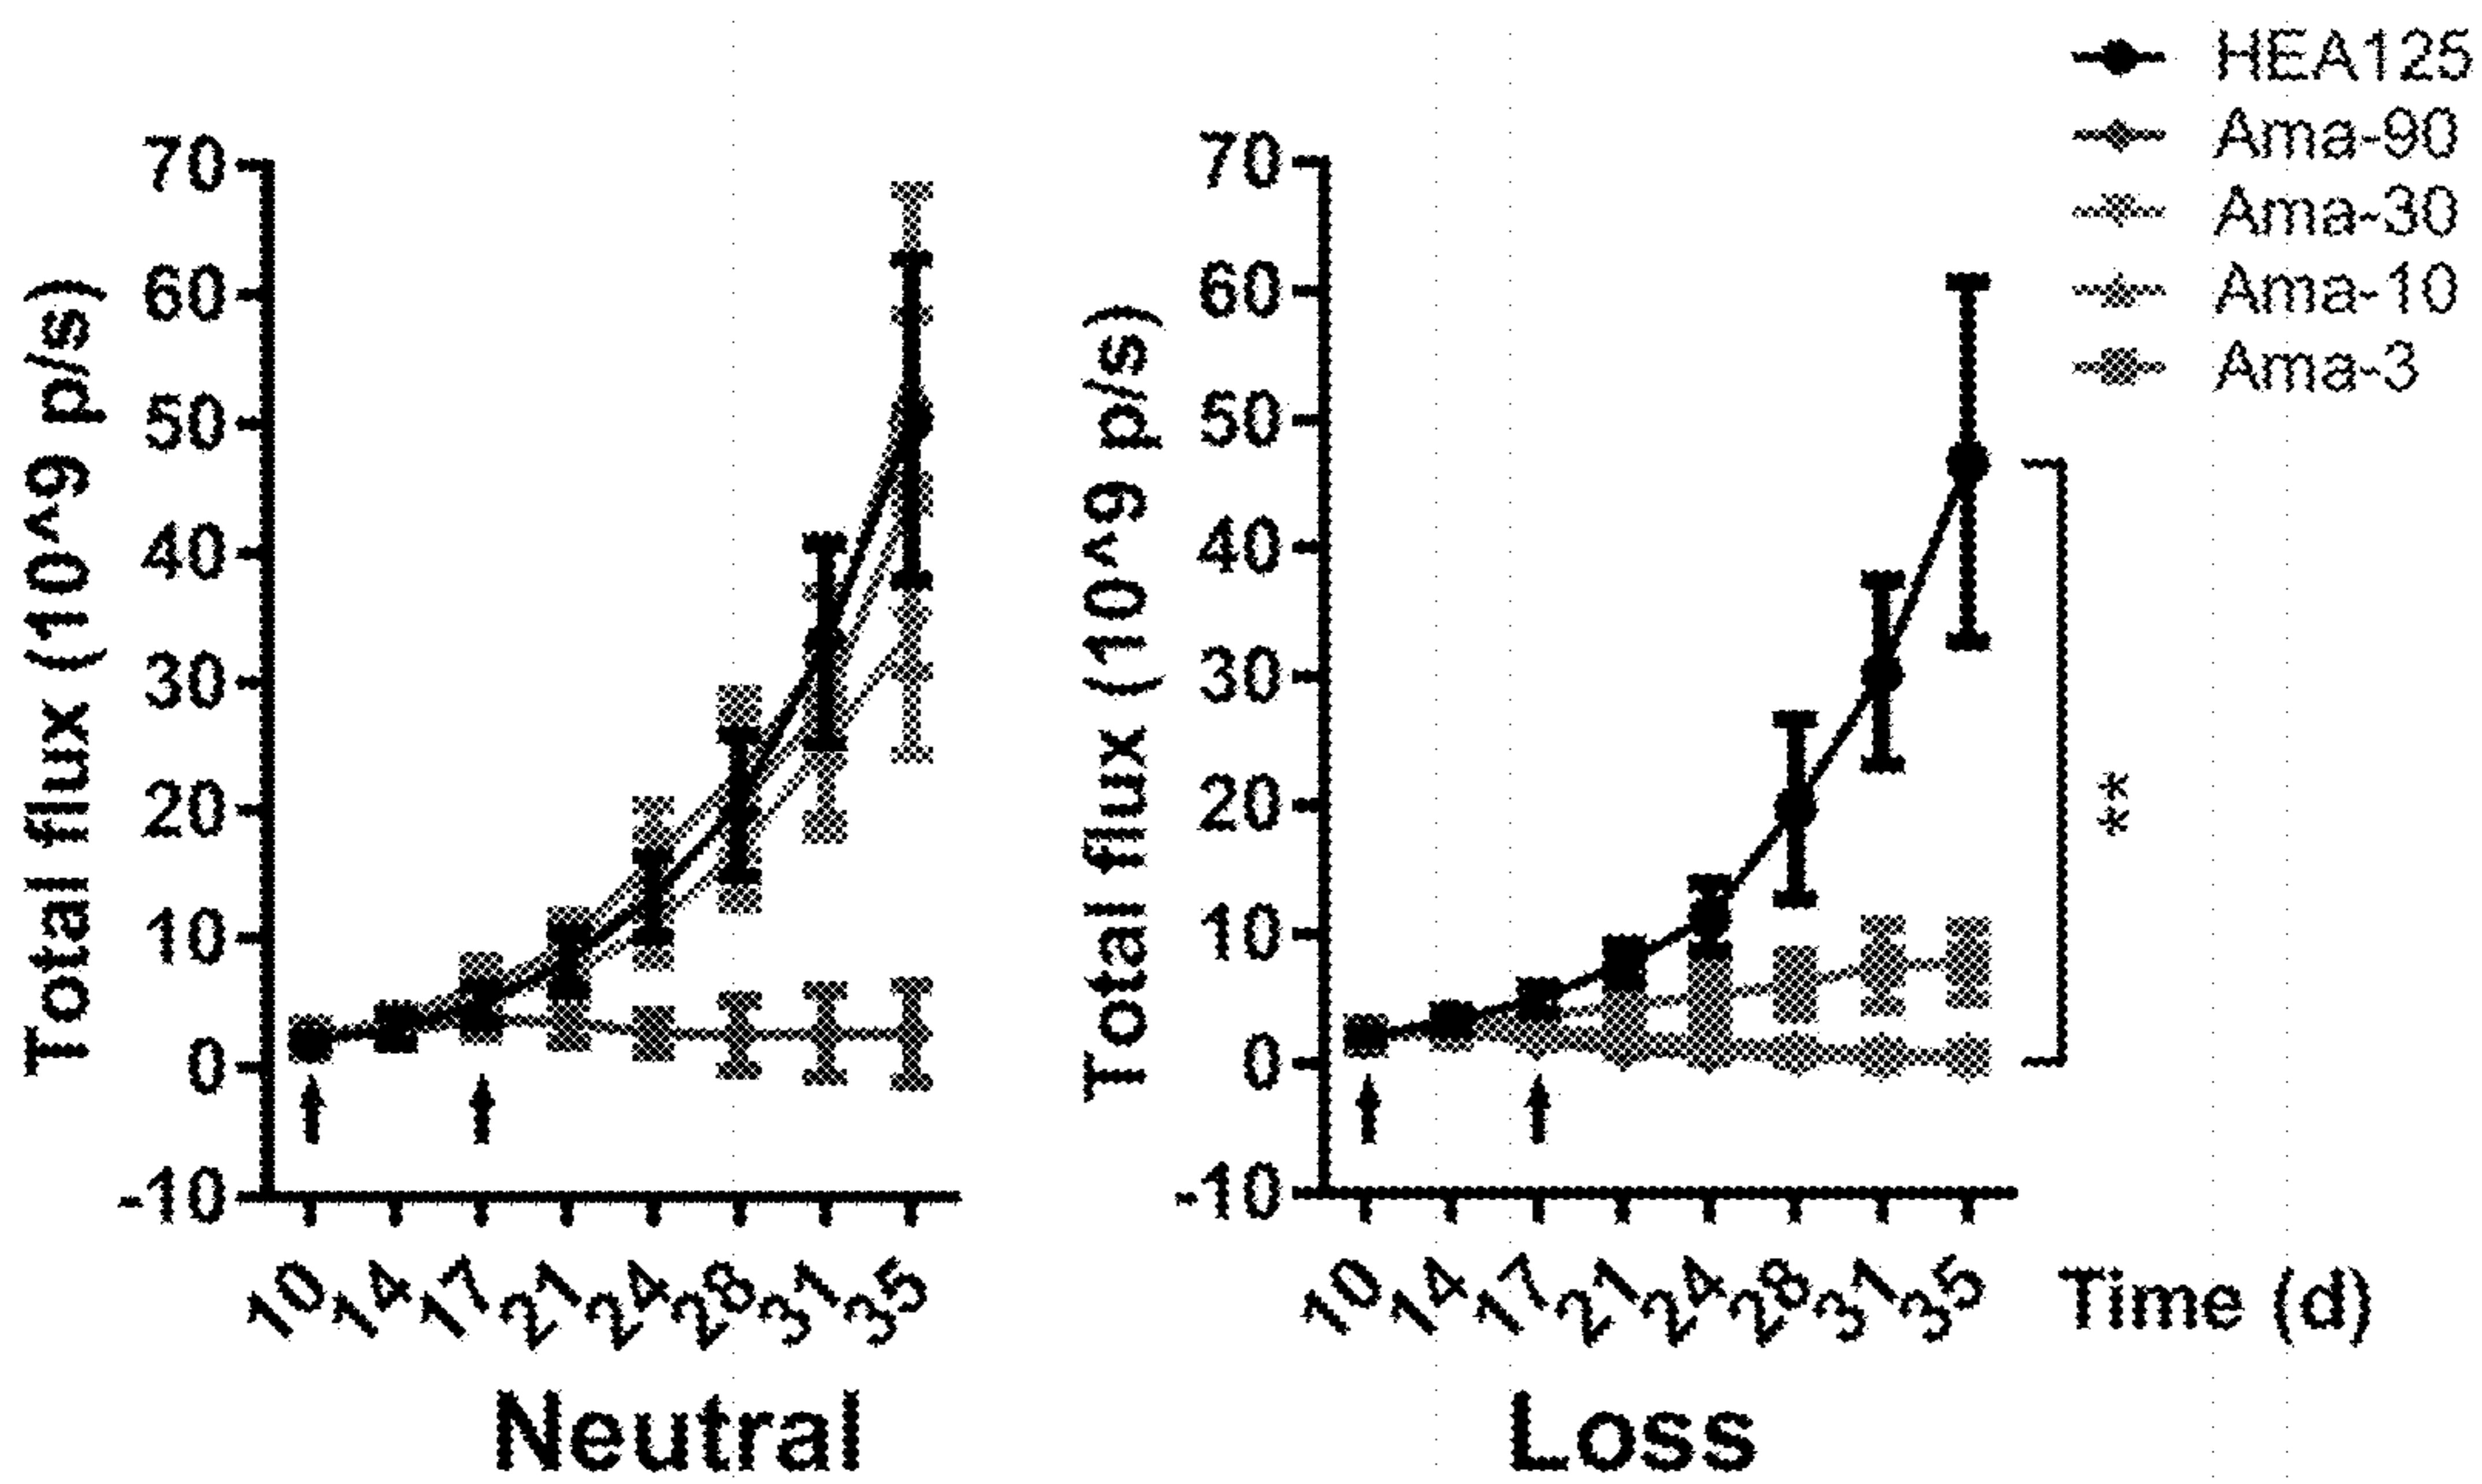 HEA125
Ama-90
Ama-30
Ama-10
Ama-3
Total flux (10^9 p/s)
70
60
50
40
30
20
10
0
-10
10 14 17 21 24 28 31 35
Neutral
Total flux (10^9 p/s)
70
60
50
40
30
20
10
0
-10
**
10 14 17 21 24 28 31 35 Time (d)
Loss